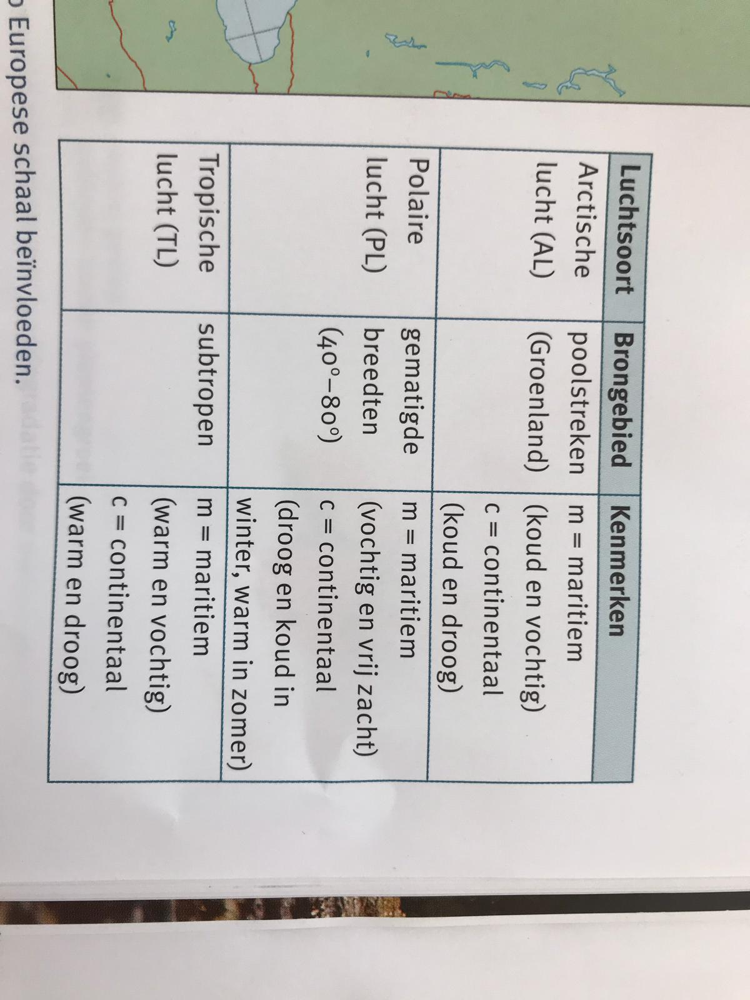 Luchtsoort Brongebied Kenmerken
Arctische poolstreken m = maritiem
lucht (AL) (Groenland) (koud en vochtig)
c = continentaal
(koud en droog)
Polaire gematigde m = maritiem
lucht (PL) breedten (vochtig en vrij zacht)
(40°–80°) c = continentaal
(droog en koud in
winter, warm in zomer)
Tropische subtropen m = maritiem
lucht (TL) (warm en vochtig)
c = continentaal
(warm en droog)
Europese schaal beïnvloeden.